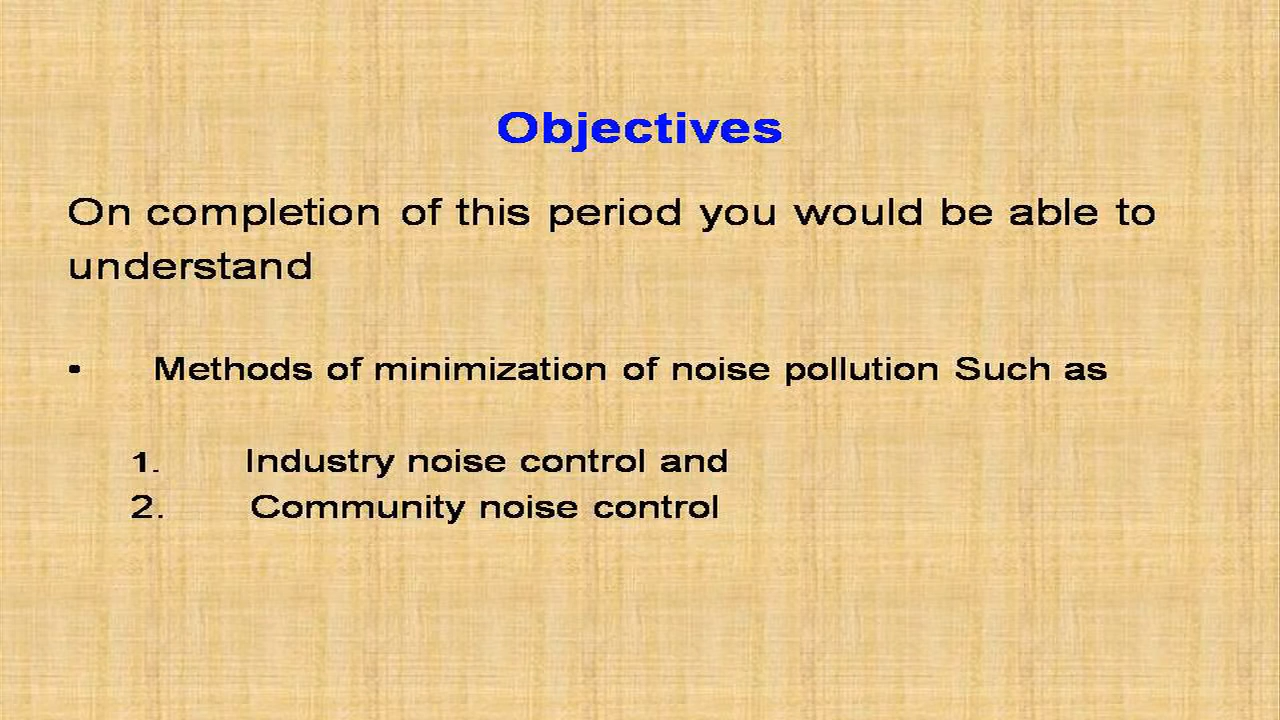 Objectives
On completion of this period you would be able to
understand
• Methods of minimization of noise pollution Such as
1. Industry noise control and
2. Community noise control